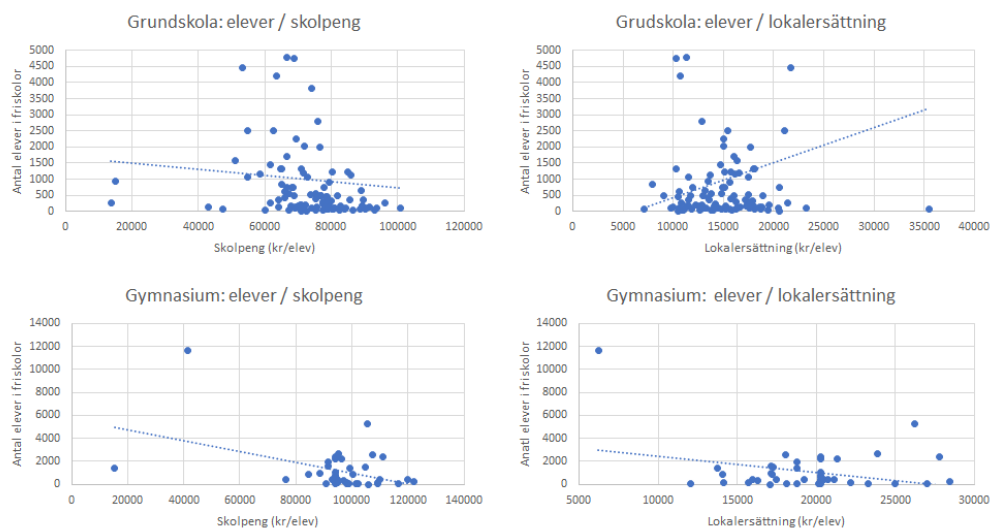 Grundskola: elever / skolpeng
Antal elever i friskolor
5000
4500
4000
3500
3000
2500
2000
1500
1000
500
0
0 20000 40000 60000 80000 100000 120000
Skolpeng (kr/elev)
Grudskola: elever / lokalersättning
Antal elever i friskolor
5000
4500
4000
3500
3000
2500
2000
1500
1000
500
0
5000 10000 15000 20000 25000 30000 35000 40000
Lokalersättning (kr/elev)
Gymnasium: elever / skolpeng
Antal elever i friskolor
14000
12000
10000
8000
6000
4000
2000
0
0 20000 40000 60000 80000 100000 120000 140000
Skolpeng (kr/elev)
Gymnasium: elever / lokalersättning
Anatl elever i friskolor
14000
12000
10000
8000
6000
4000
2000
0
5000 10000 15000 20000 25000 30000
Lokalersättning (kr/elev)